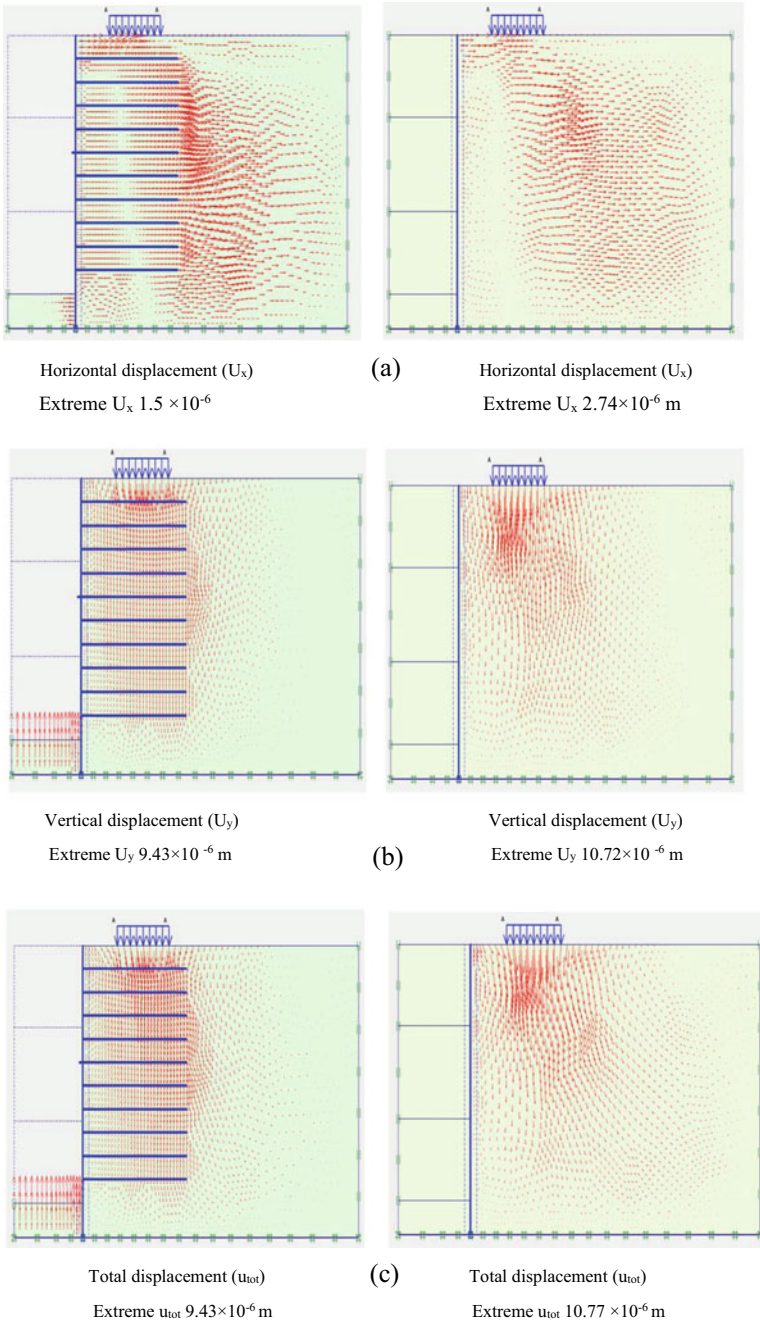 A A
A A
Horizontal displacement (Ux)
(a)
Horizontal displacement (Ux)
Extreme Ux 1.5 ×10-6
Extreme Ux 2.74×10-6 m
A A
A A
Vertical displacement (Uy)
Vertical displacement (Uy)
Extreme Uy 9.43×10 -6 m
(b)
Extreme Uy 10.72×10-6 m
A A
A A
Total displacement (utot)
(c)
Total displacement (utot)
Extreme utot 9.43×10-6 m
Extreme utot 10.77 ×10-6 m